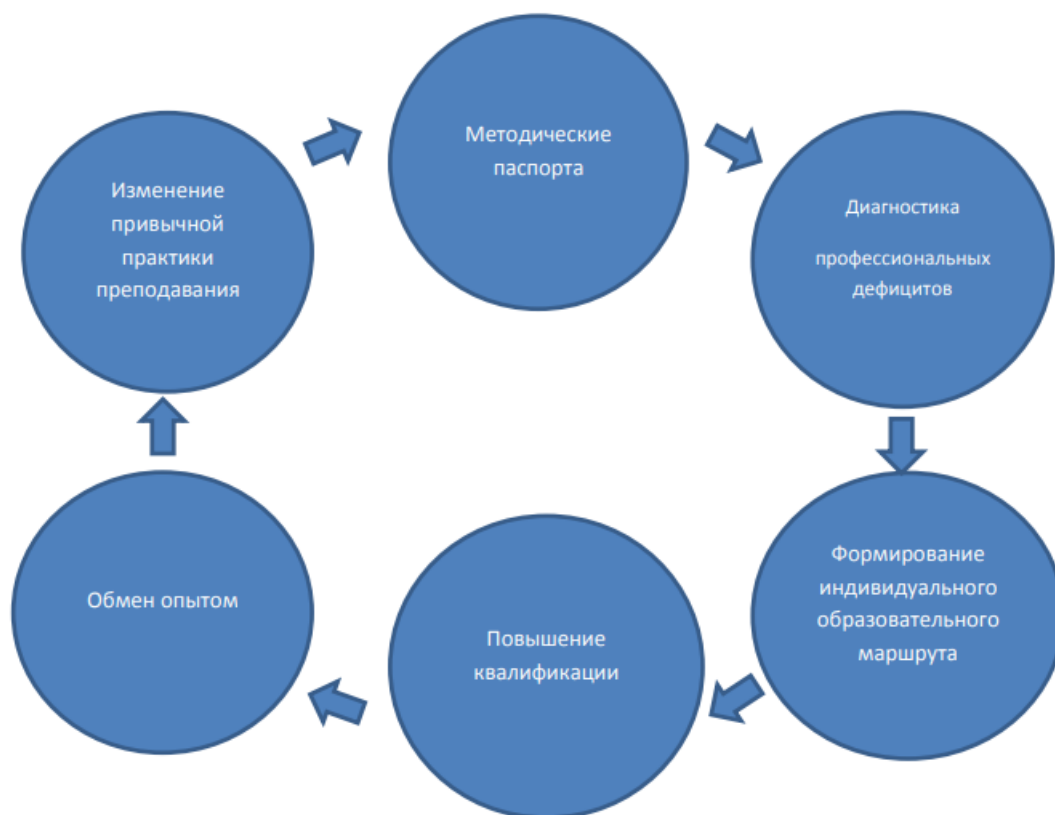 Методические
паспорта
Диагностика
профессиональных
дефицитов
Формирование
индивидуального
образовательного
маршрута
Повышение
квалификации
Обмен опытом
Изменение
привычной
практики
преподавания